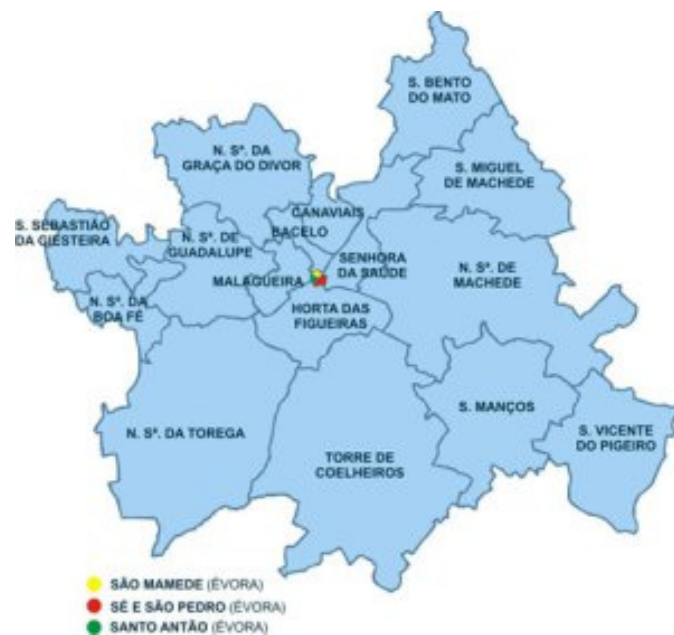 S. BENTO
DO MATO
N. Sª. DA
GRAÇA DO DIVOR
S. MIGUEL
DE MACHEDE
CANAVIAIS
S. SEBASTIÃO
DA GIESTEIRA
N. Sª. DE
GUADALUPE
BACELO
SENHORA
DA SAÚDE
N. Sª. DE
MACHEDE
MALAGUEIRA
N. Sª. DA
BOA FÉ
HORTA DAS
FIGUEIRAS
S. MANÇOS
N. Sª. DA TOREGA
S. VICENTE
DO PIGEIRO
TORRE DE
COELHEIROS
SÃO MAMEDE (ÉVORA)
SÉ E SÃO PEDRO (ÉVORA)
SANTO ANTÃO (ÉVORA)